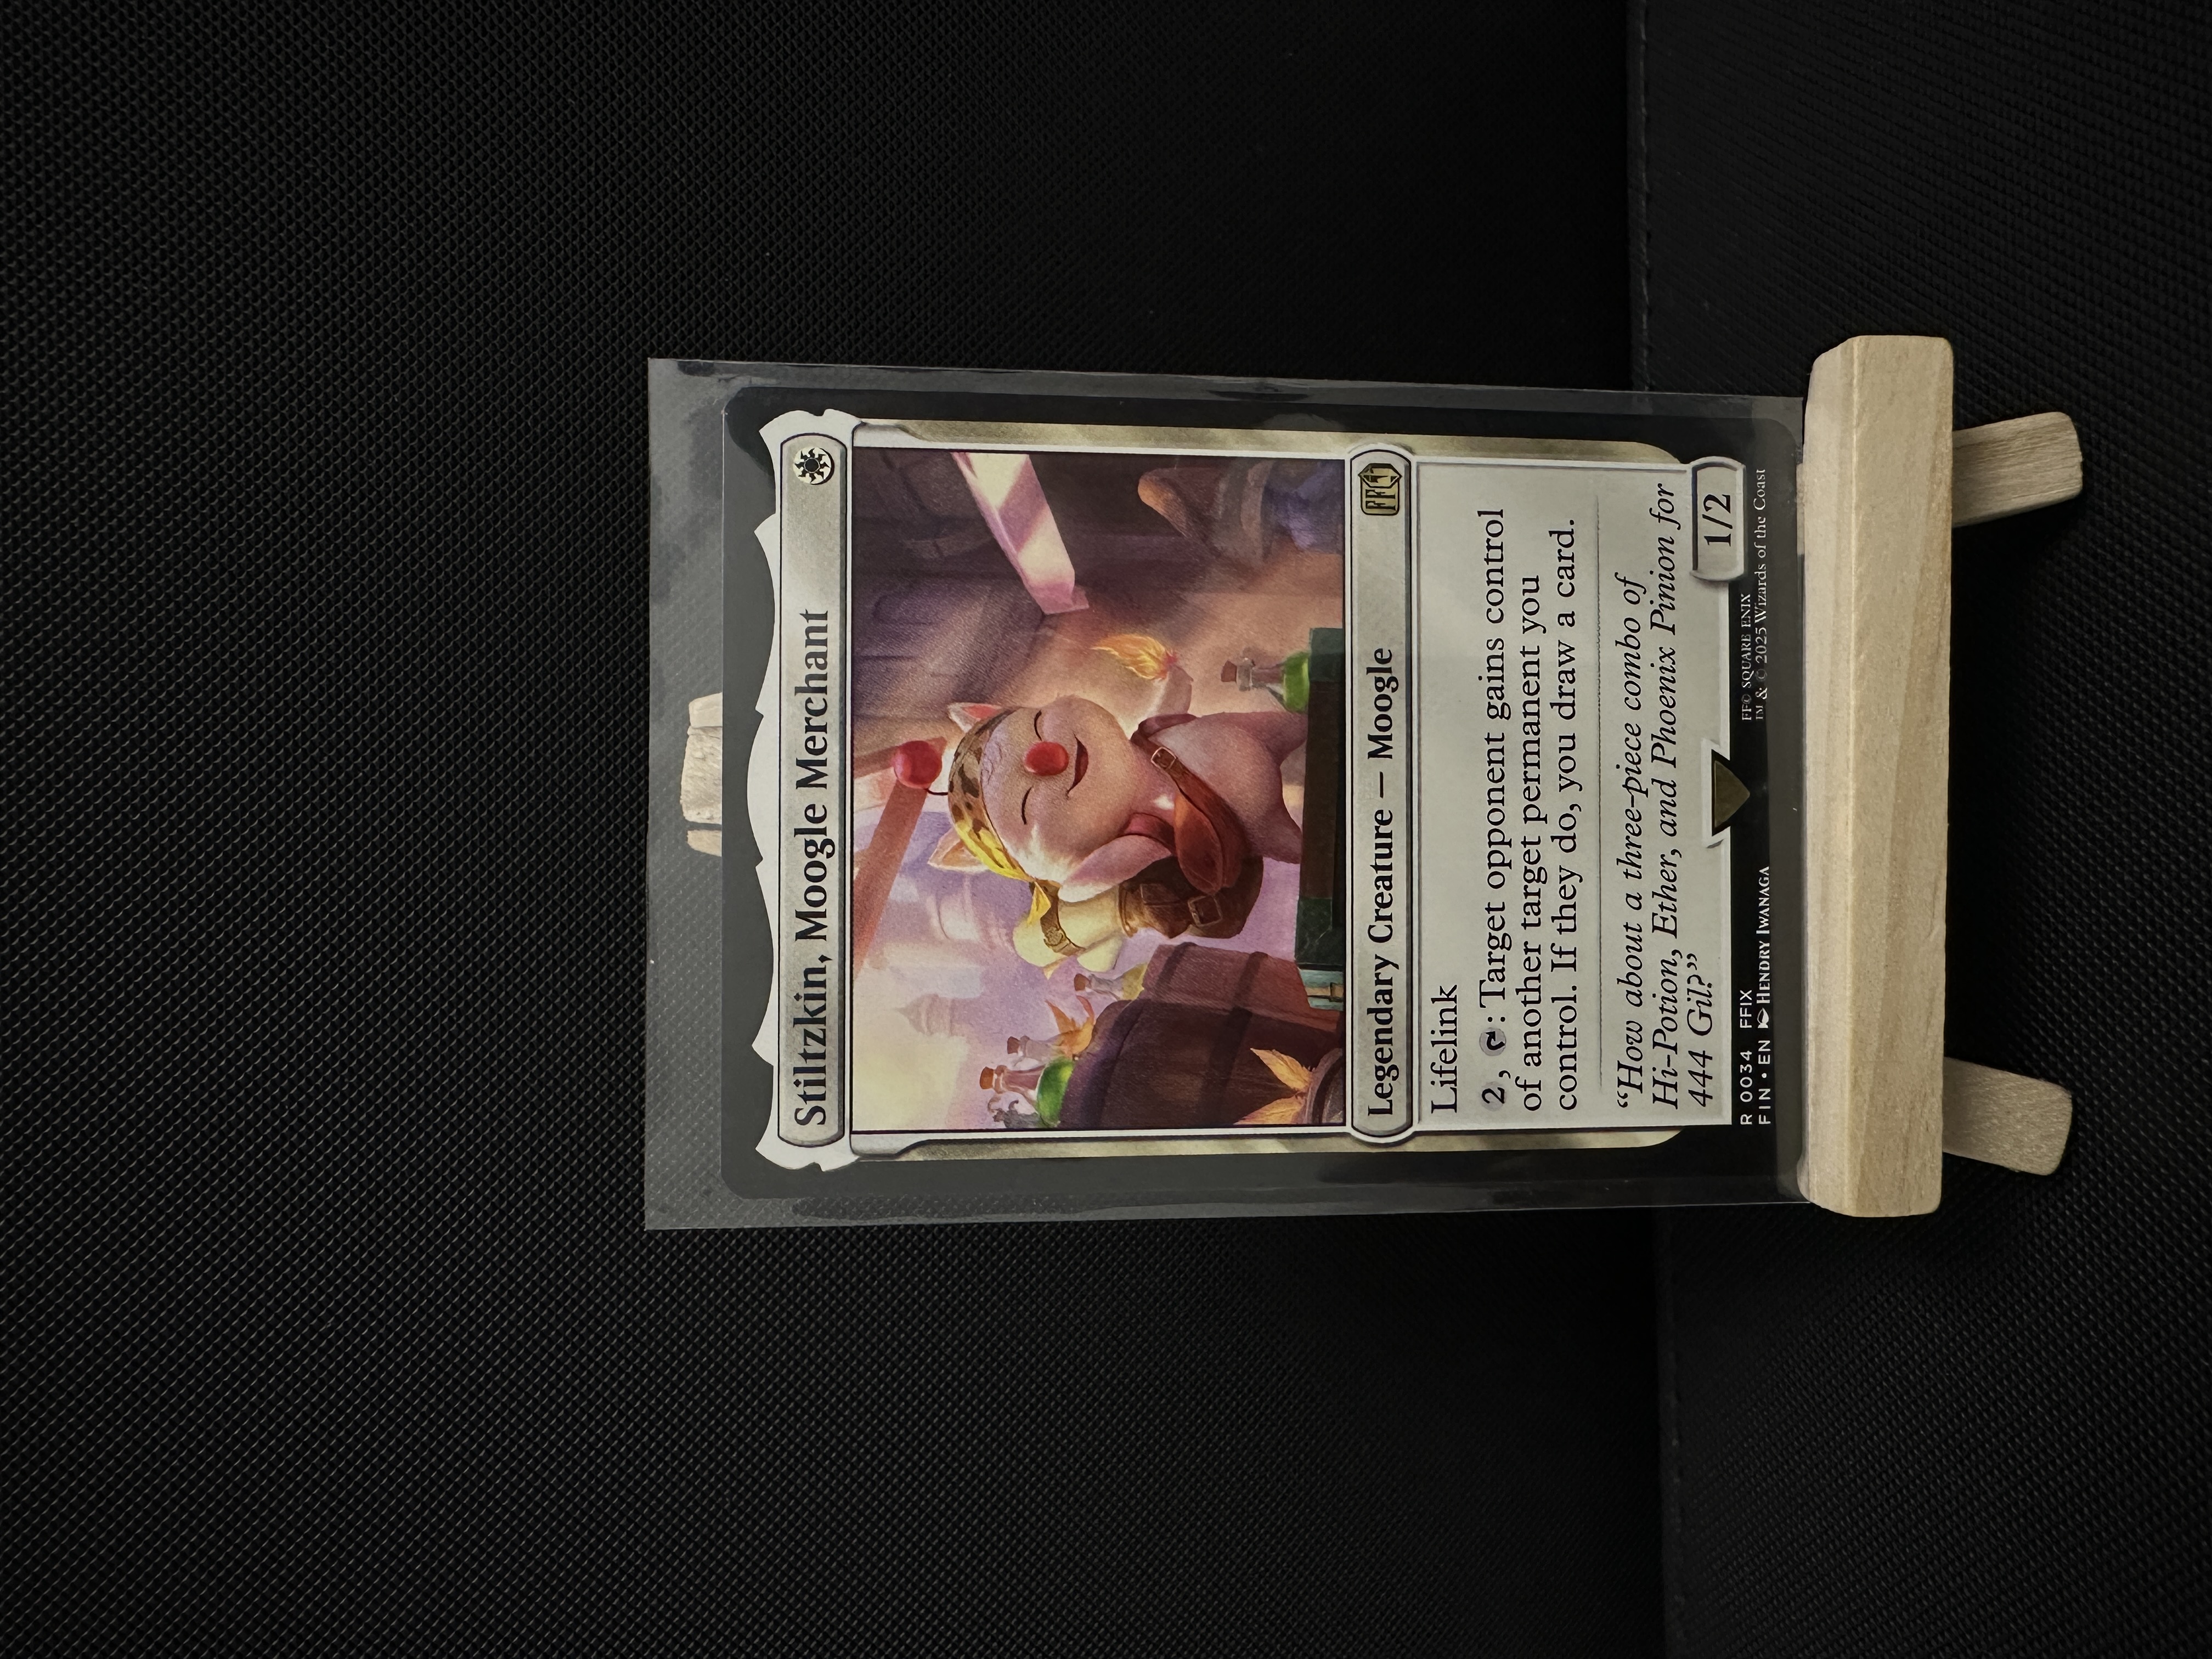 Stiltzkin, Moogle Merchant
Legendary Creature — Moogle
FF
Lifelink
2, : Target opponent gains control
of another target permanent you
control. If they do, you draw a card.
“How about a three-piece combo of
Hi-Potion, Ether, and Phoenix Pinion for
444 Gil?”
1/2
R 0034 FFIX
FIN • EN HENDRY IWANAGA
FF© SQUARE ENIX
™ & © 2025 Wizards of the Coast